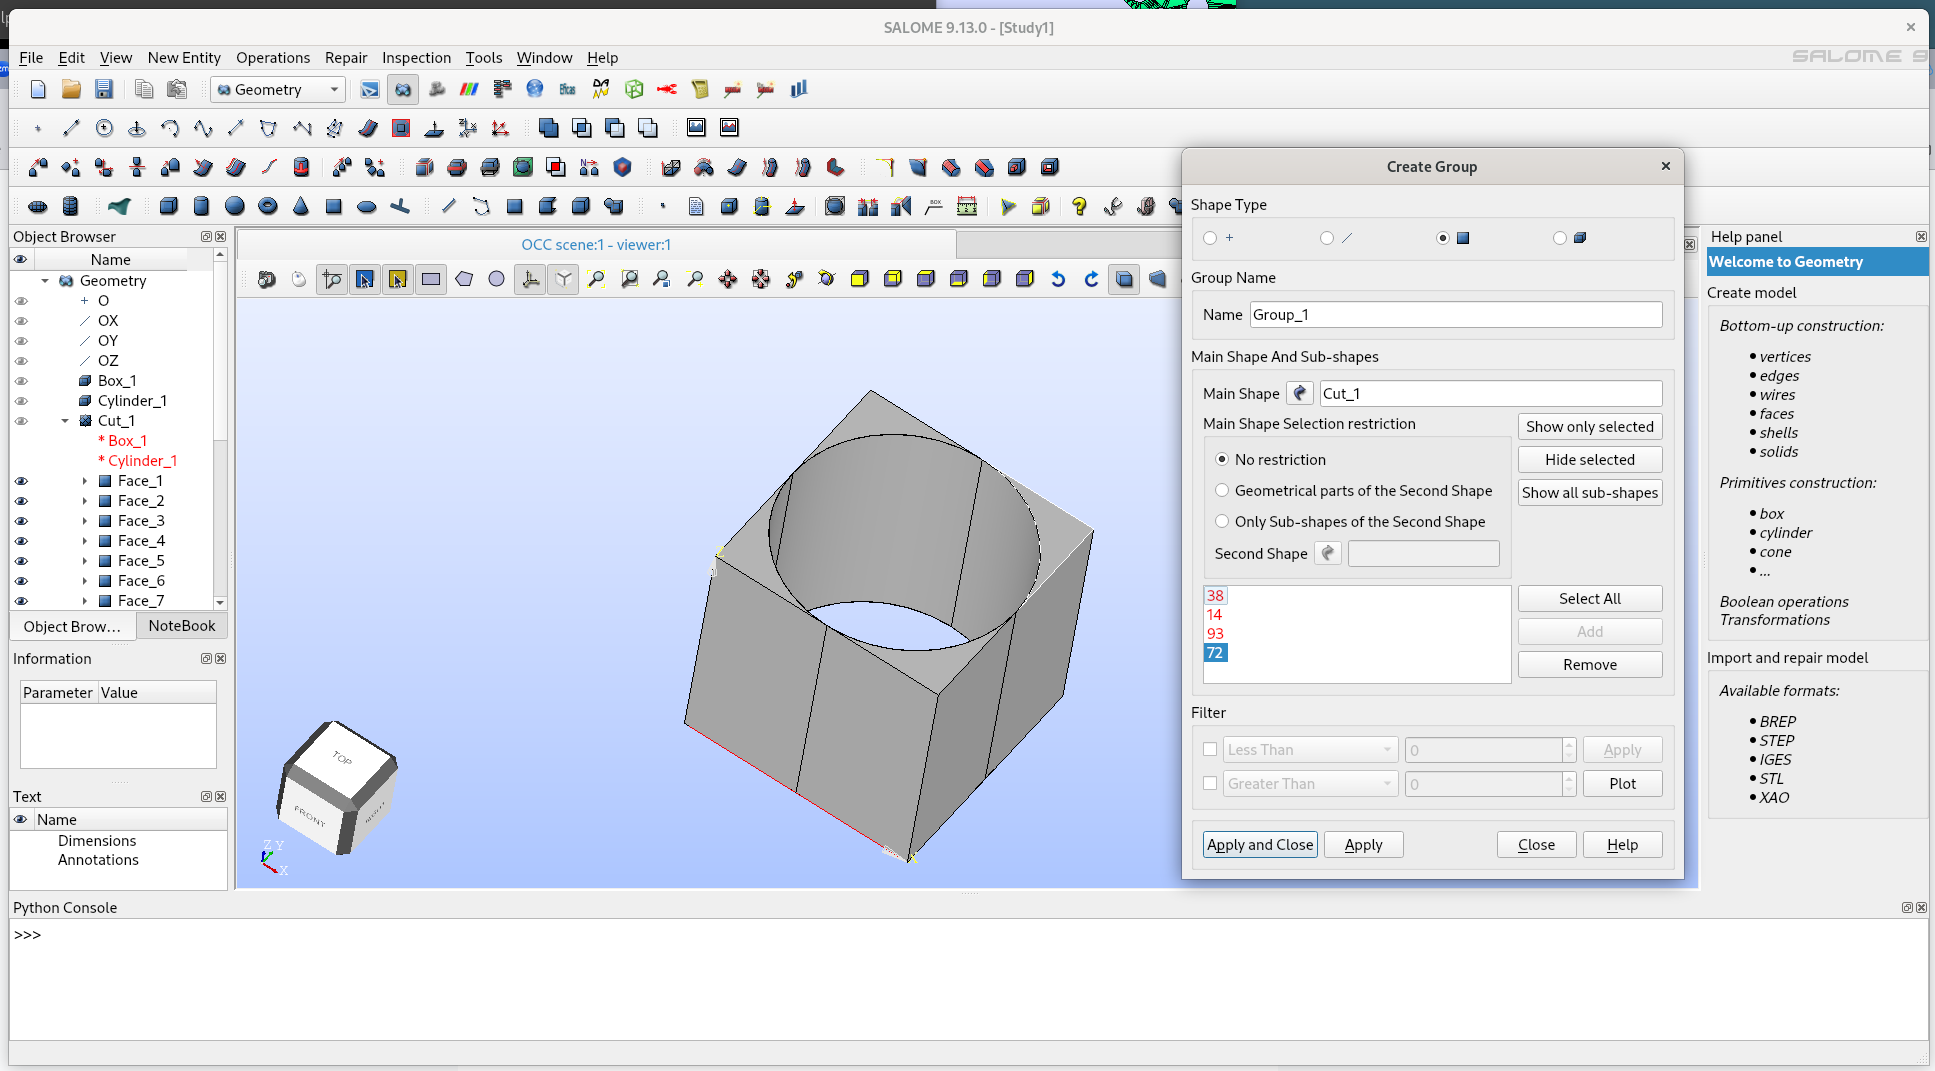 SALOME 9.13.0 - [Study1]
File Edit View New Entity Operations Repair Inspection Tools Window Help
SALOME 9
Geometry
Eficas
Object Browser
Name
Geometry
O
OX
OY
OZ
Box_1
Cylinder_1
Cut_1
* Box_1
* Cylinder_1
Face_1
Face_2
Face_3
Face_4
Face_5
Face_6
Face_7
Object Brow...
NoteBook
Information
Parameter Value
Text
Name
Dimensions
Annotations
OCC scene:1 - viewer:1
TOP
FRONT
RIGHT
Z Y
X
Create Group
Shape Type
Group Name
Name Group_1
Main Shape And Sub-shapes
Main Shape Cut_1
Main Shape Selection restriction
No restriction
Geometrical parts of the Second Shape
Only Sub-shapes of the Second Shape
Second Shape
Show only selected
Hide selected
Show all sub-shapes
38
14
93
72
Select All
Add
Remove
Filter
Less Than 0 Apply
Greater Than 0 Plot
Apply and Close Apply Close Help
Help panel
Welcome to Geometry
Create model
Bottom-up construction:
• vertices
• edges
• wires
• faces
• shells
• solids
Primitives construction:
• box
• cylinder
• cone
• ...
Boolean operations
Transformations
Import and repair model
Available formats:
• BREP
• STEP
• IGES
• STL
• XAO
Python Console
>>>